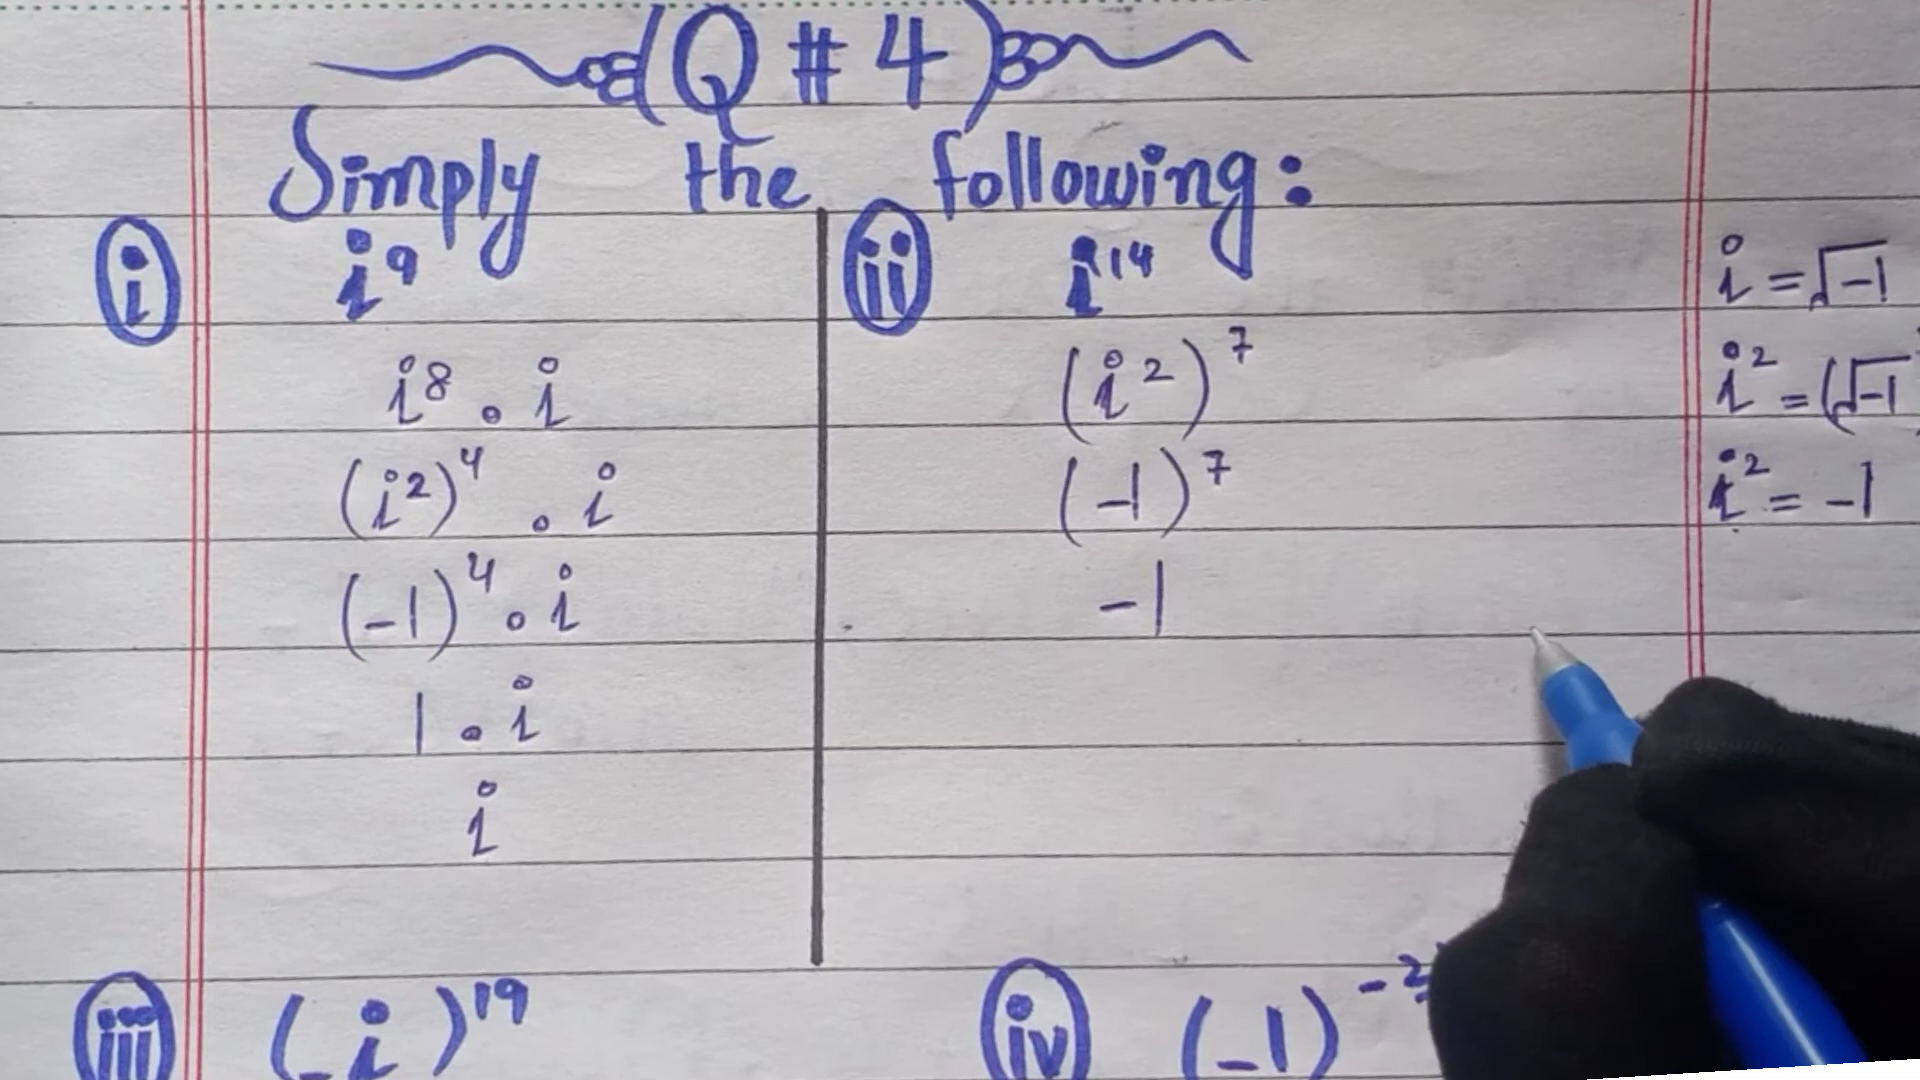 (Q # 4)
Simply the following:
i i⁹
i⁸ . i
(i²)⁴ . i
(-1)⁴ . i
1 . i
i
ii i¹⁴
(i²)⁷
(-1)⁷
-1
i = √-1
i² = (√-1
i² = -1
iii (-i)¹⁹
iv (-1)